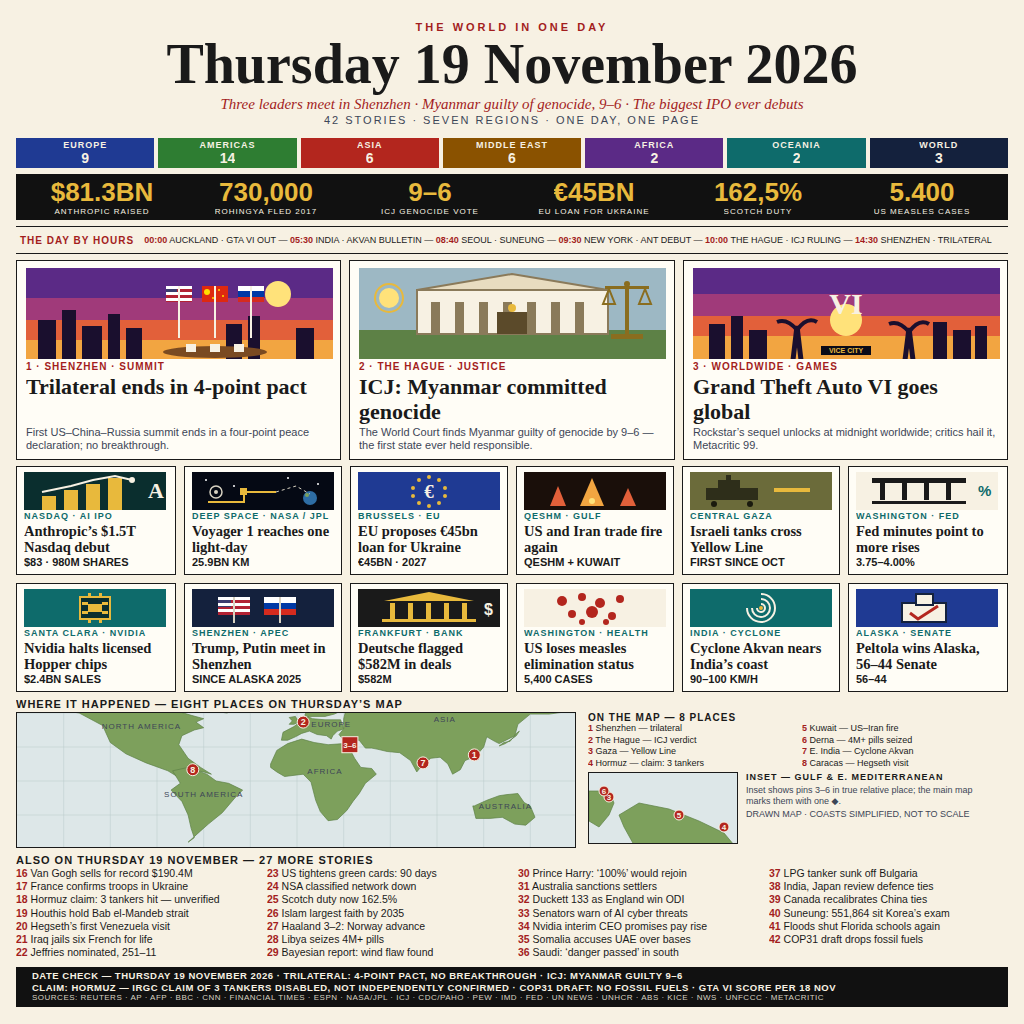 THE WORLD IN ONE DAY
Thursday 19 November 2026
Three leaders meet in Shenzhen · Myanmar guilty of genocide, 9–6 · The biggest IPO ever debuts
42 STORIES · SEVEN REGIONS · ONE DAY, ONE PAGE
EUROPE
9
AMERICAS
14
ASIA
6
MIDDLE EAST
6
AFRICA
2
OCEANIA
2
WORLD
3
$81.3BN
ANTHROPIC RAISED
730,000
ROHINGYA FLED 2017
9–6
ICJ GENOCIDE VOTE
€45BN
EU LOAN FOR UKRAINE
162,5%
SCOTCH DUTY
5.400
US MEASLES CASES
THE DAY BY HOURS 00:00 AUCKLAND · GTA VI OUT — 05:30 INDIA · AKVAN BULLETIN — 08:40 SEOUL · SUNEUNG — 09:30 NEW YORK · ANT DEBUT — 10:00 THE HAGUE · ICJ RULING — 14:30 SHENZHEN · TRILATERAL
1 · SHENZHEN · SUMMIT
Trilateral ends in 4-point pact
First US–China–Russia summit ends in a four-point peace
declaration; no breakthrough.
2 · THE HAGUE · JUSTICE
ICJ: Myanmar committed
genocide
The World Court finds Myanmar guilty of genocide by 9–6 —
the first state ever held responsible.
VI
VICE CITY
3 · WORLDWIDE · GAMES
Grand Theft Auto VI goes
global
Rockstar’s sequel unlocks at midnight worldwide; critics hail it,
Metacritic 99.
A
NASDAQ · AI IPO
Anthropic’s $1.5T
Nasdaq debut
$83 · 980M SHARES
DEEP SPACE · NASA / JPL
Voyager 1 reaches one
light-day
25.9BN KM
€
BRUSSELS · EU
EU proposes €45bn
loan for Ukraine
€45BN · 2027
QESHM · GULF
US and Iran trade fire
again
QESHM + KUWAIT
CENTRAL GAZA
Israeli tanks cross
Yellow Line
FIRST SINCE OCT
%
WASHINGTON · FED
Fed minutes point to
more rises
3.75–4.00%
SANTA CLARA · NVIDIA
Nvidia halts licensed
Hopper chips
$2.4BN SALES
SHENZHEN · APEC
Trump, Putin meet in
Shenzhen
SINCE ALASKA 2025
$
FRANKFURT · BANK
Deutsche flagged
$582M in deals
$582M
WASHINGTON · HEALTH
US loses measles
elimination status
5,400 CASES
INDIA · CYCLONE
Cyclone Akvan nears
India’s coast
90–100 KM/H
ALASKA · SENATE
Peltola wins Alaska,
56–44 Senate
56–44
WHERE IT HAPPENED — EIGHT PLACES ON THURSDAY’S MAP
NORTH AMERICA
2 EUROPE
ASIA
3–6
1
7
8
AFRICA
SOUTH AMERICA
AUSTRALIA
ON THE MAP — 8 PLACES
1 Shenzhen — trilateral
2 The Hague — ICJ verdict
3 Gaza — Yellow Line
4 Hormuz — claim: 3 tankers
5 Kuwait — US–Iran fire
6 Derna — 4M+ pills seized
7 E. India — Cyclone Akvan
8 Caracas — Hegseth visit
6
3
5
4
INSET — GULF & E. MEDITERRANEAN
Inset shows pins 3–6 in true relative place; the main map
marks them with one ◆.
DRAWN MAP · COASTS SIMPLIFIED, NOT TO SCALE
ALSO ON THURSDAY 19 NOVEMBER — 27 MORE STORIES
16 Van Gogh sells for record $190.4M
17 France confirms troops in Ukraine
18 Hormuz claim: 3 tankers hit — unverified
19 Houthis hold Bab el-Mandeb strait
20 Hegseth’s first Venezuela visit
21 Iraq jails six French for life
22 Jeffries nominated, 251–11
23 US tightens green cards: 90 days
24 NSA classified network down
25 Scotch duty now 162.5%
26 Islam largest faith by 2035
27 Haaland 3–2: Norway advance
28 Libya seizes 4M+ pills
29 Bayesian report: wind flaw found
30 Prince Harry: ‘100%’ would rejoin
31 Australia sanctions settlers
32 Duckett 133 as England win ODI
33 Senators warn of AI cyber threats
34 Nvidia interim CEO promises pay rise
35 Somalia accuses UAE over bases
36 Saudi: ‘danger passed’ in south
37 LPG tanker sunk off Bulgaria
38 India, Japan review defence ties
39 Canada recalibrates China ties
40 Suneung: 551,864 sit Korea’s exam
41 Floods shut Florida schools again
42 COP31 draft drops fossil fuels
DATE CHECK — THURSDAY 19 NOVEMBER 2026 · TRILATERAL: 4-POINT PACT, NO BREAKTHROUGH · ICJ: MYANMAR GUILTY 9–6
CLAIM: HORMUZ — IRGC CLAIM OF 3 TANKERS DISABLED, NOT INDEPENDENTLY CONFIRMED · COP31 DRAFT: NO FOSSIL FUELS · GTA VI SCORE PER 18 NOV
SOURCES: REUTERS · AP · AFP · BBC · CNN · FINANCIAL TIMES · ESPN · NASA/JPL · ICJ · CDC/PAHO · PEW · IMD · FED · UN NEWS · UNHCR · ABS · KICE · NWS · UNFCCC · METACRITIC